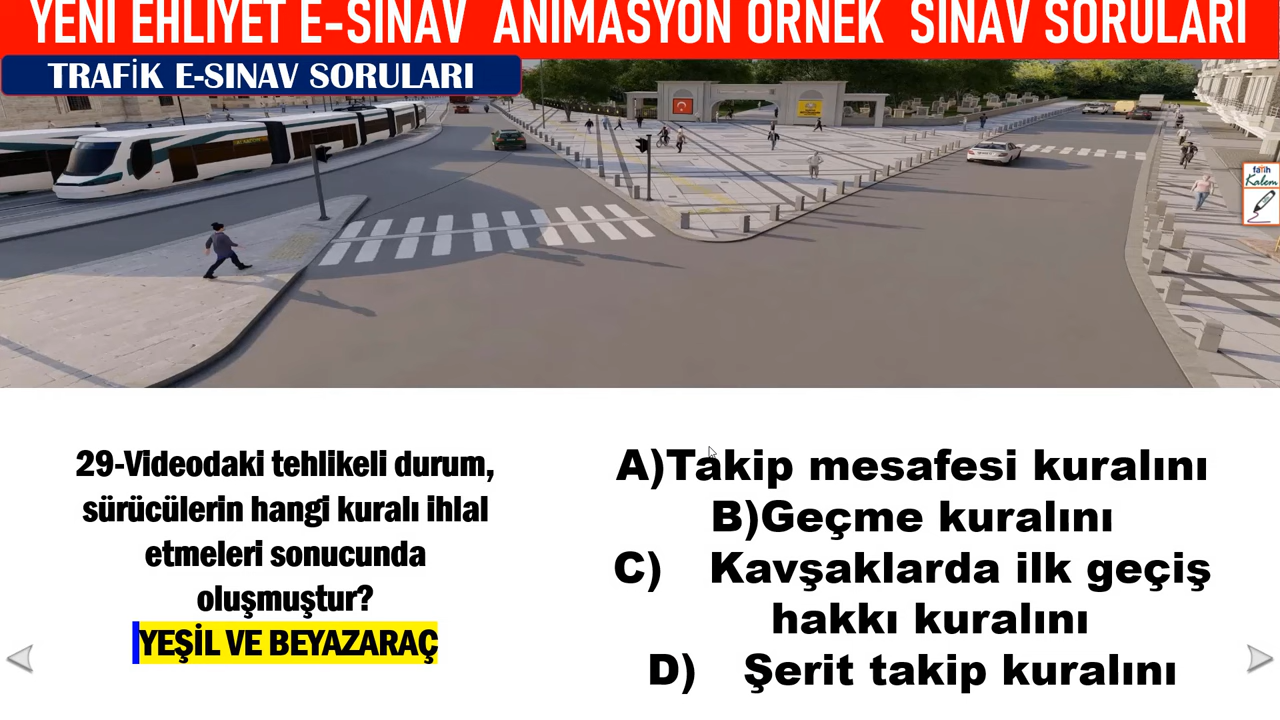 YENİ EHLİYET E-SINAV ANİMASYON ÖRNEK SINAV SORULARI
TRAFİK E-SINAV SORULARI
fatih
Kalem
29-Videodaki tehlikeli durum,
sürücülerin hangi kuralı ihlal
etmeleri sonucunda
oluşmuştur?
YEŞİL VE BEYAZARAÇ
A)Takip mesafesi kuralını
B)Geçme kuralını
C) Kavşaklarda ilk geçiş
hakkı kuralını
D) Şerit takip kuralını